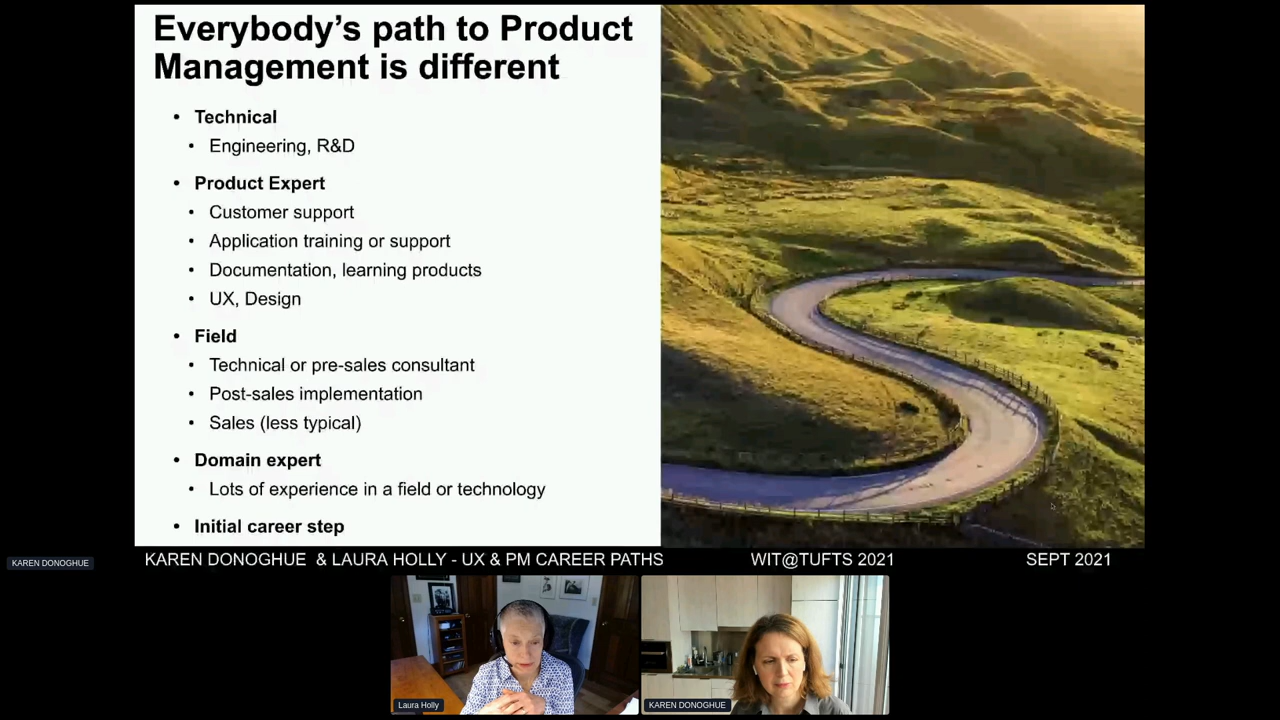 Everybody’s path to Product
Management is different
• Technical
• Engineering, R&D
• Product Expert
• Customer support
• Application training or support
• Documentation, learning products
• UX, Design
• Field
• Technical or pre-sales consultant
• Post-sales implementation
• Sales (less typical)
• Domain expert
• Lots of experience in a field or technology
• Initial career step
KAREN DONOGHUE & LAURA HOLLY - UX & PM CAREER PATHS WIT@TUFTS 2021 SEPT 2021
KAREN DONOGHUE
Laura Holly
KAREN DONOGHUE